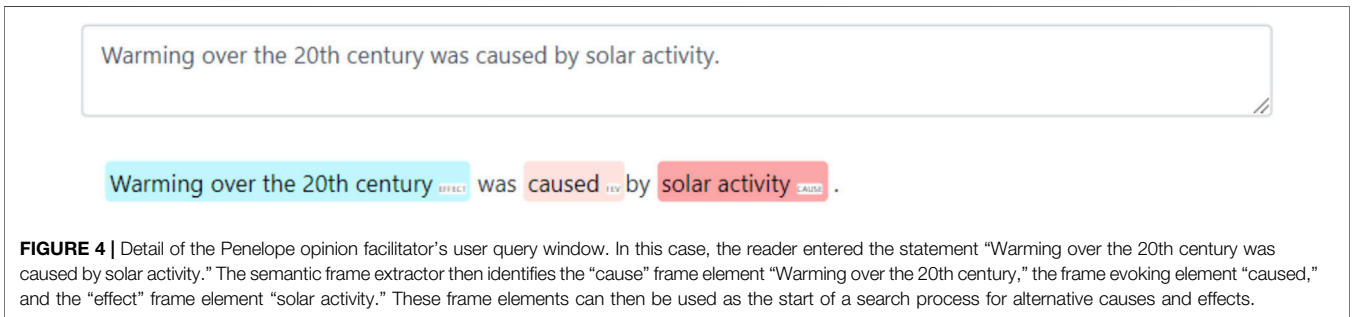 Warming over the 20th century was caused by solar activity.
Warming over the 20th century EFFECT was caused FEV by solar activity CAUSE .
FIGURE 4 | Detail of the Penelope opinion facilitator’s user query window. In this case, the reader entered the statement “Warming over the 20th century was
caused by solar activity.” The semantic frame extractor then identifies the “cause” frame element “Warming over the 20th century,” the frame evoking element “caused,”
and the “effect” frame element “solar activity.” These frame elements can then be used as the start of a search process for alternative causes and effects.